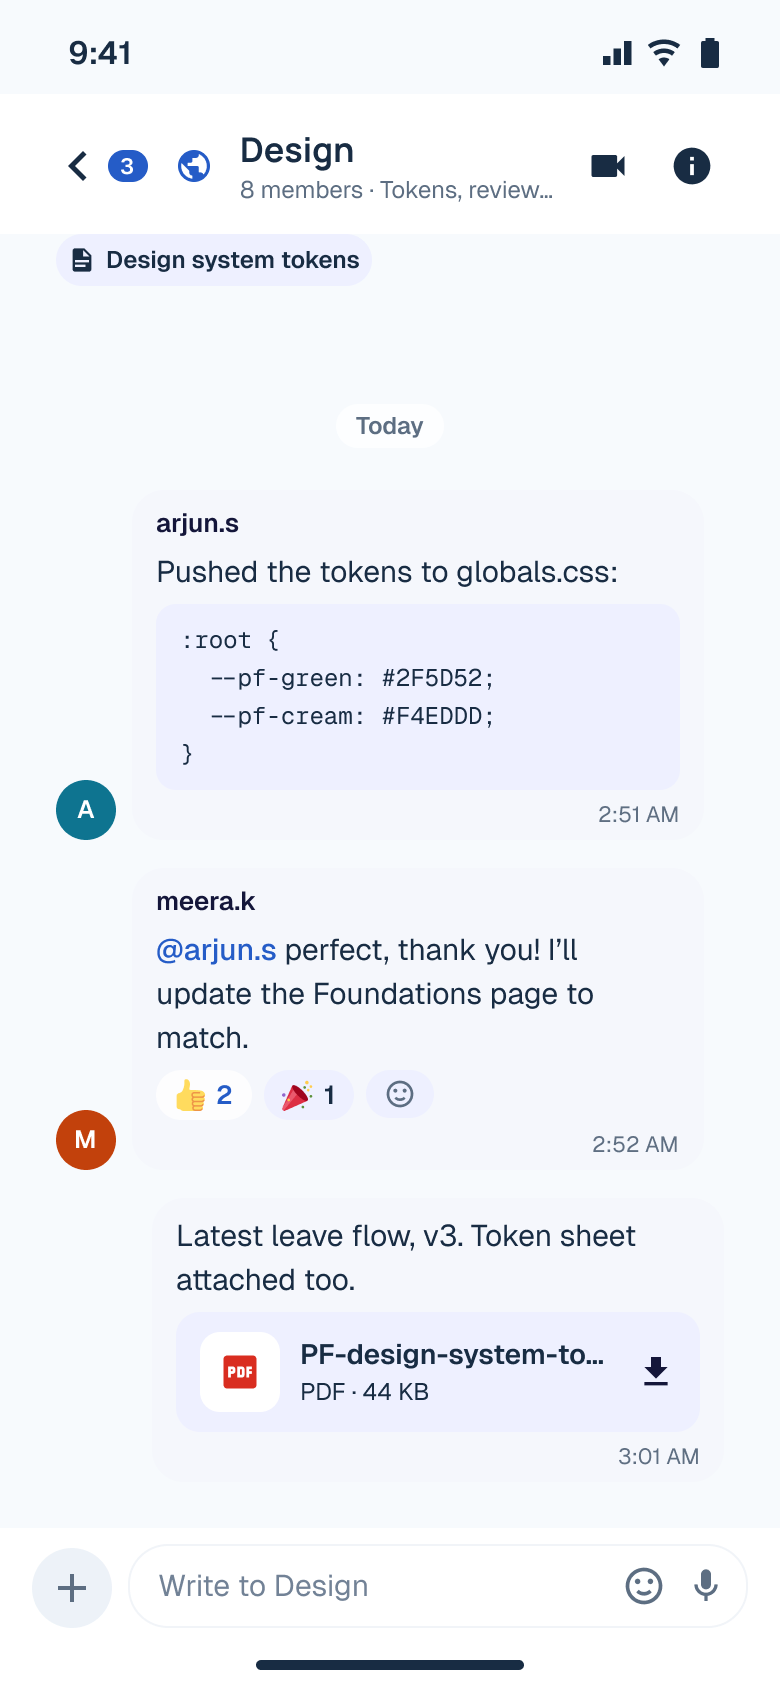 9:41
3
Design
8 members · Tokens, review...
Design system tokens
Today
arjun.s
Pushed the tokens to globals.css:
:root {
  --pf-green: #2F5D52;
  --pf-cream: #F4EDDD;
}
A
2:51 AM
meera.k
@arjun.s perfect, thank you! I’ll
update the Foundations page to
match.
👍 2 🎉 1
M
2:52 AM
Latest leave flow, v3. Token sheet
attached too.
PDF
PF-design-system-to...
PDF · 44 KB
3:01 AM
Write to Design